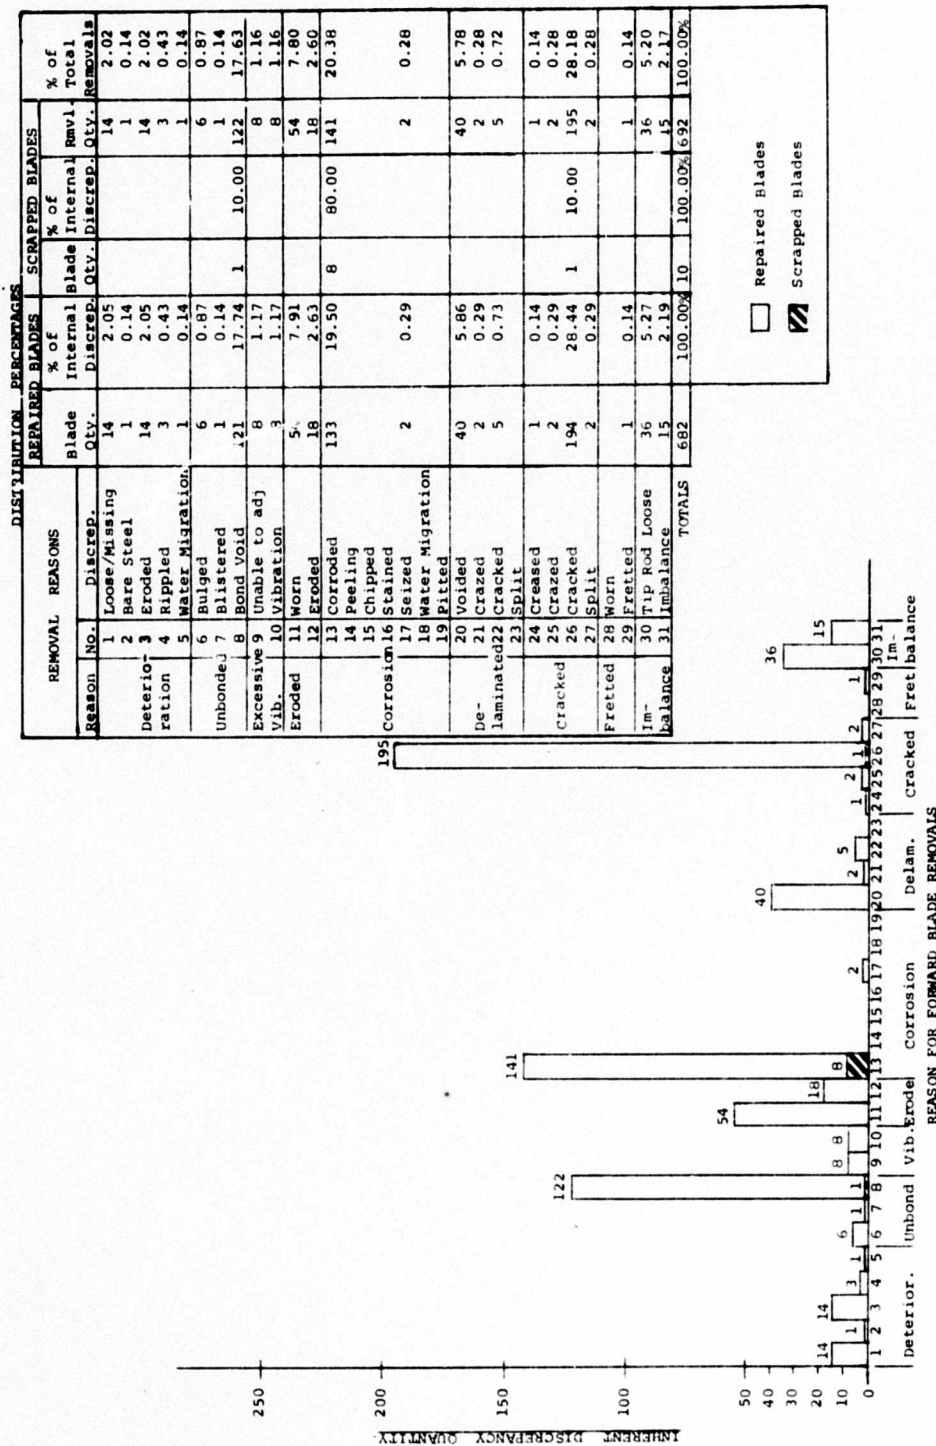 DISTRIBUTION PERCENTAGES
REMOVAL REASONS REPAIRED BLADES SCRAPPED BLADES
Reason No. Discrep. Blade Qty. % of Internal Discrep. Blade Qty. % of Internal Discrep. Rmvl. Qty. % of Total Removals
1 Loose/Missing 14 2.05 14 2.02
2 Bare Steel 1 0.14 1 0.14
Deterio- 3 Eroded 14 2.05 14 2.02
ration 4 Rippled 3 0.43 3 0.43
5 Water Migration 1 0.14 1 0.14
6 Bulged 6 0.87 6 0.87
Unbonded 7 Blistered 1 0.14 1 0.14
8 Bond Void 121 17.74 1 10.00 122 17.63
Excessive 9 Unable to adj 8 1.17 8 1.16
Vib. 10 Vibration 1.17 8 1.16
Eroded 11 Worn 7.91 54 7.80
12 Eroded 18 2.63 18 2.60
13 Corroded 133 19.50 8 80.00 141 20.38
14 Peeling
15 Chipped
Corrosion 16 Stained
17 Seized 2 0.29 2 0.28
18 Water Migration
19 Pitted
20 Voided 40 5.86 40 5.78
De- 21 Crazed 2 0.29 2 0.28
laminated 22 Cracked 5 0.73 5 0.72
23 Split
24 Creased 1 0.14 1 0.14
25 Crazed 2 0.29 2 0.28
Cracked 26 Cracked 194 28.44 1 10.00 195 28.18
27 Split 2 0.29 2 0.28
Fretted 28 Worn
29 Fretted 1 0.14 1 0.14
Im- 30 Tip Rod Loose 36 5.27 36 5.20
balance 31 Imbalance 15 2.19 15 2.17
TOTALS 682 100.00% 10 100.00% 692 100.00%
Repaired Blades
Scrapped Blades
INHERENT DISCREPANCY QUANTITY
250
200
150
100
50
40
30
20
10
0
14 1 14 3 1 6 1 122 1 8 8 54 18 141 8 2 40 2 5 1 2 195 1 2 1 36 15
1 2 3 4 5 6 7 8 9 10 11 12 13 14 15 16 17 18 19 20 21 22 23 24 25 26 27 28 29 30 31
Deterior. Unbond Vib. Erode Corrosion Delam. Cracked Fret Im-
balance
REASON FOR FORWARD BLADE REMOVALS